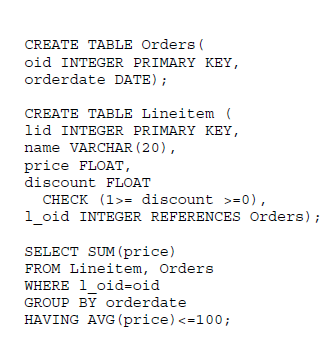 CREATE TABLE Orders(
oid INTEGER PRIMARY KEY,
orderdate DATE);
CREATE TABLE Lineitem (
lid INTEGER PRIMARY KEY,
name VARCHAR(20),
price FLOAT,
discount FLOAT
CHECK (1>= discount >=0),
l_oid INTEGER REFERENCES Orders);
SELECT SUM(price)
FROM Lineitem, Orders
WHERE l_oid=oid
GROUP BY orderdate
HAVING AVG(price)<=100;